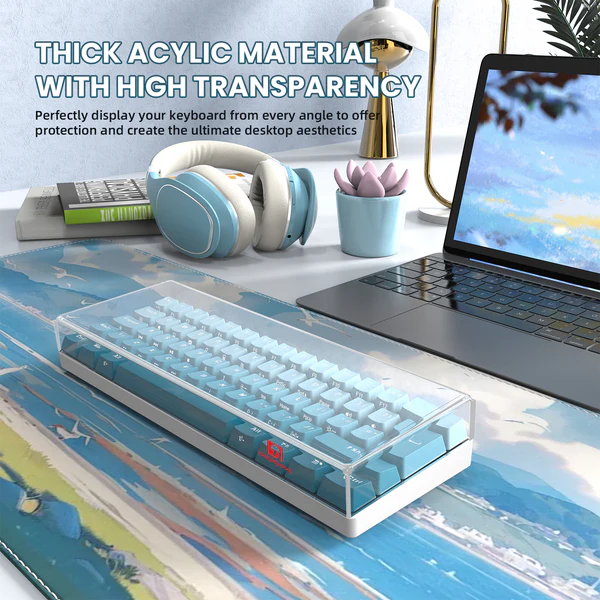 THICK ACYLIC MATERIAL
WITH HIGH TRANSPARENCY
Perfectly display your keyboard from every angle to offer
protection and create the ultimate desktop aesthetics